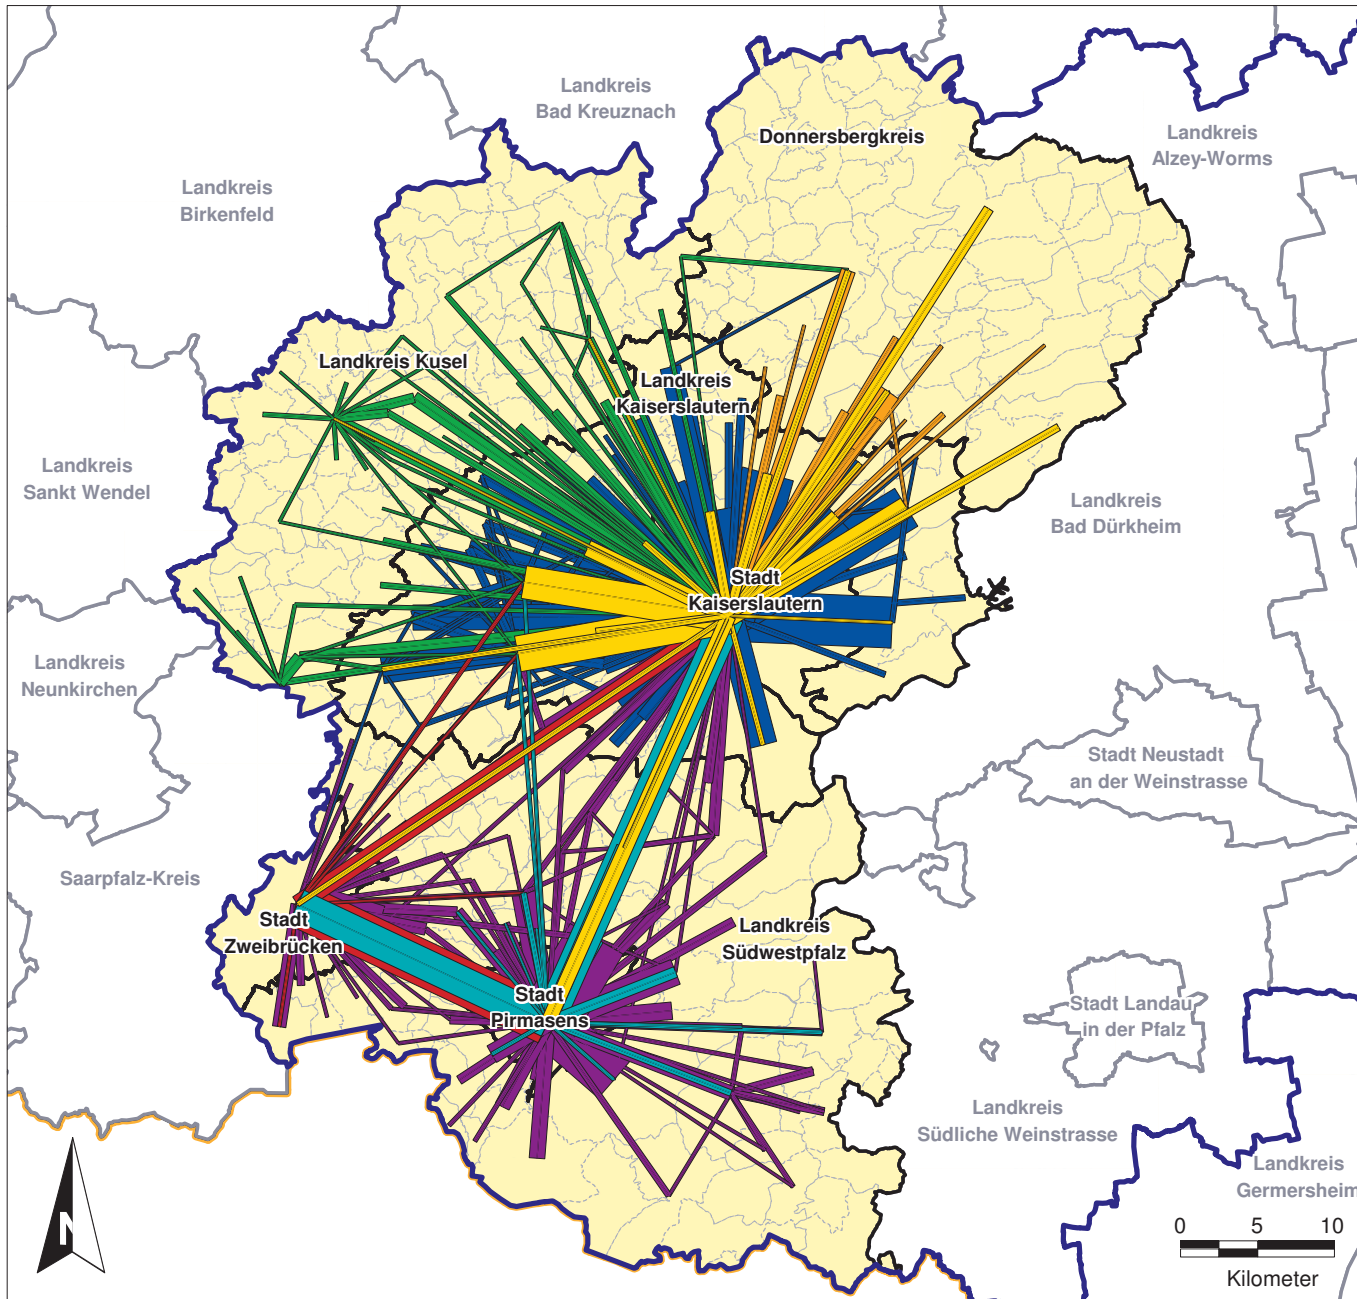 Landkreis
Bad Kreuznach
Donnersbergkreis
Landkreis
Alzey-Worms
Landkreis
Birkenfeld
Landkreis Kusel
Landkreis
Kaiserslautern
Landkreis
Sankt Wendel
Landkreis
Bad Dürkheim
Stadt
Kaiserslautern
Landkreis
Neunkirchen
Stadt Neustadt
an der Weinstrasse
Saarpfalz-Kreis
Stadt
Zweibrücken
Landkreis
Südwestpfalz
Stadt
Pirmasens
Stadt Landau
in der Pfalz
Landkreis
Südliche Weinstrasse
Landkreis
Germersheim
N
0 5 10
Kilometer